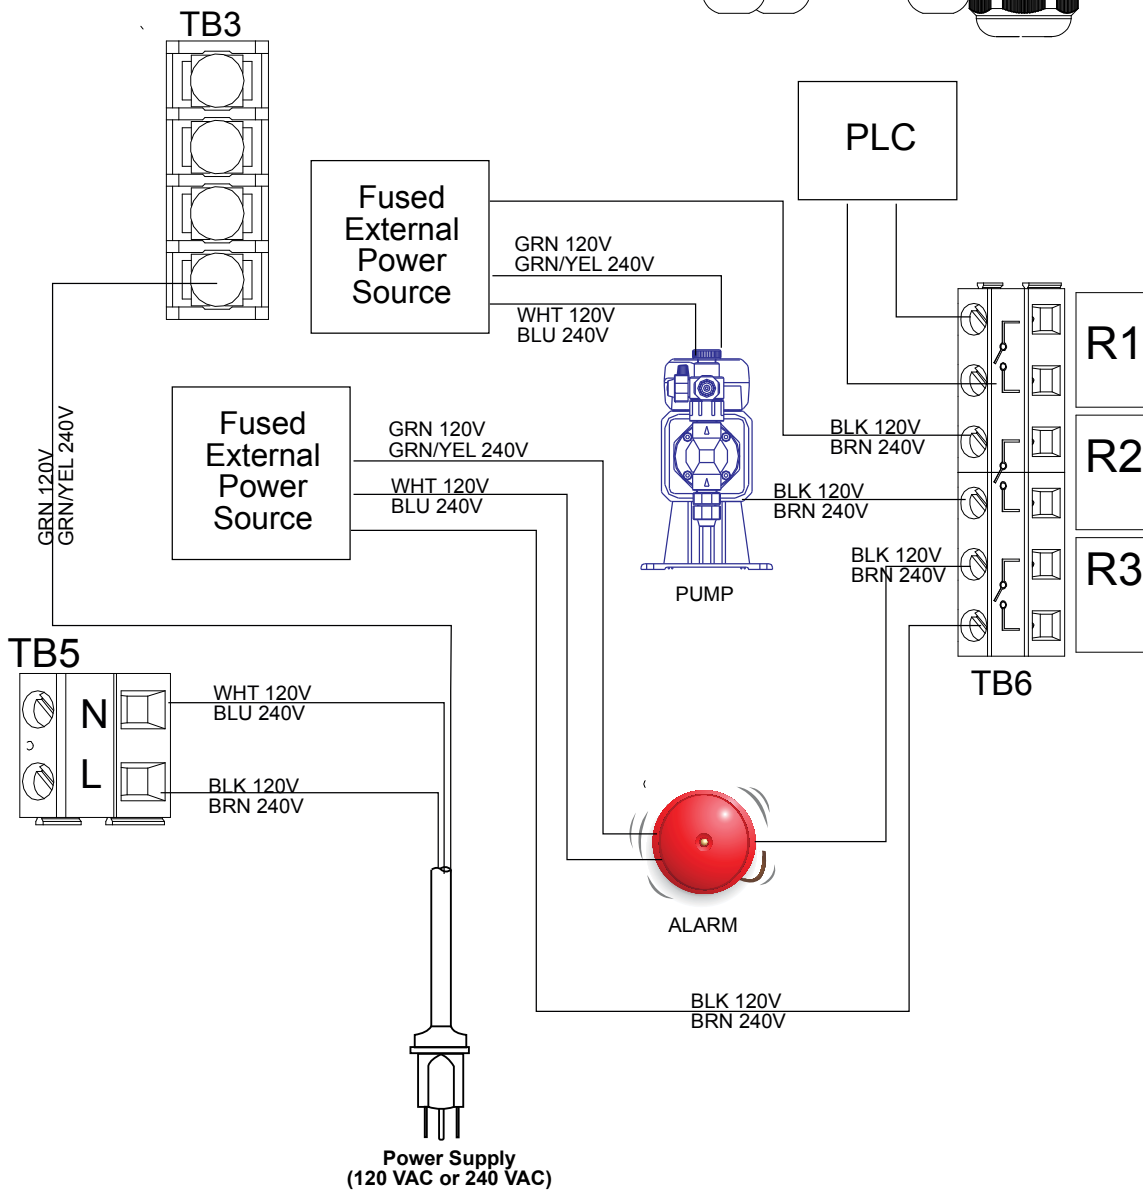 TB3
PLC
Fused
External
Power
Source
GRN 120V
GRN/YEL 240V
WHT 120V
BLU 240V
R1
Fused
External
Power
Source
GRN 120V
GRN/YEL 240V
WHT 120V
BLU 240V
BLK 120V
BRN 240V
R2
BLK 120V
BRN 240V
GRN 120V
GRN/YEL 240V
BLK 120V
BRN 240V
R3
PUMP
TB5
TB6
N
WHT 120V
BLU 240V
L
BLK 120V
BRN 240V
ALARM
BLK 120V
BRN 240V
Power Supply
(120 VAC or 240 VAC)